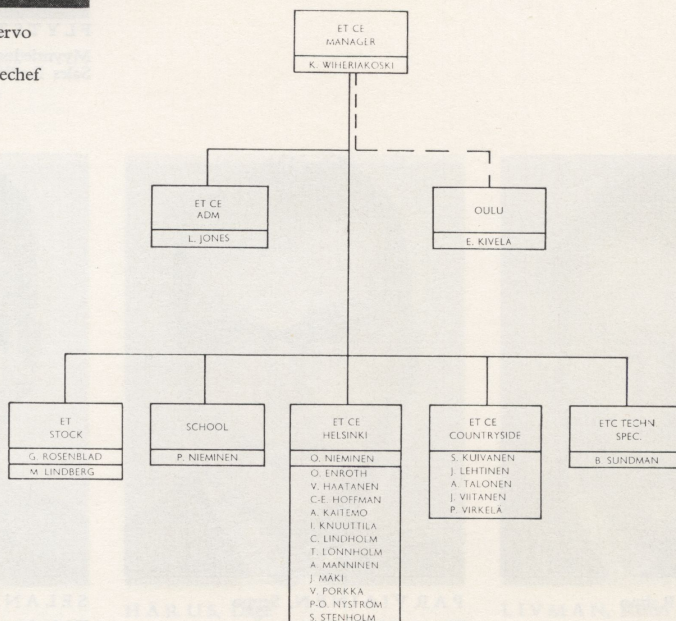 ervo
echef
ET CE
MANAGER
K. WIHERIAKOSKI
ET CE
ADM
L. JONES
OULU
E. KIVELA
ET
STOCK
G. ROSENBLAD
M. LINDBERG
SCHOOL
P. NIEMINEN
ET CE
HELSINKI
O. NIEMINEN
O. ENROTH
V. HAATANEN
C-E. HOFFMAN
A. KAITEMO
I. KNUUTTILA
C. LINDHOLM
T. LÖNNHOLM
A. MANNINEN
J. MÄKI
V. PORKKA
P-O. NYSTRÖM
S. STENHOLM
ET CE
COUNTRYSIDE
S. KUIVANEN
J. LEHTINEN
A. TALONEN
J. VIITANEN
P. VIRKELÄ
ETC TECHN.
SPEC.
B. SUNDMAN